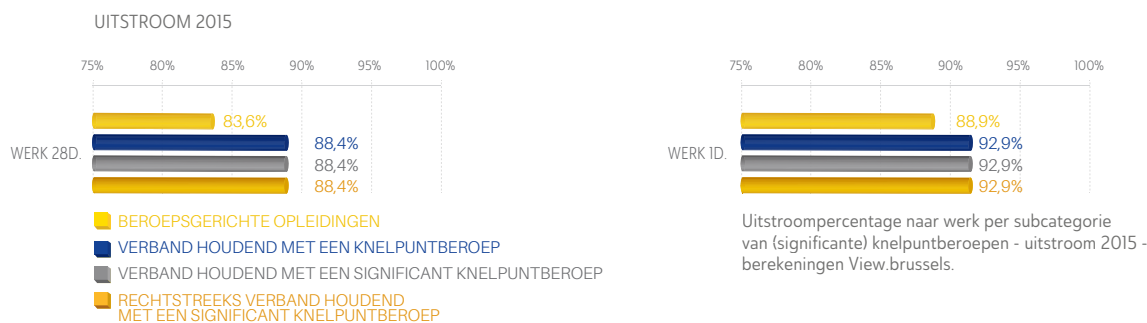 UITSTROOM 2015
75% 80% 85% 90% 95% 100%
WERK 28D.
83,6%
88,4%
88,4%
88,4%
BEROEPSGERICHTE OPLEIDINGEN
VERBAND HOUDEND MET EEN KNELPUNTBEROEP
VERBAND HOUDEND MET EEN SIGNIFICANT KNELPUNTBEROEP
RECHTSTREEKS VERBAND HOUDEND
MET EEN SIGNIFICANT KNELPUNTBEROEP
75% 80% 85% 90% 95% 100%
WERK 1D.
88,9%
92,9%
92,9%
92,9%
Uitstroompercentage naar werk per subcategorie
van (significante) knelpuntberoepen - uitstroom 2015 -
berekeningen View.brussels.